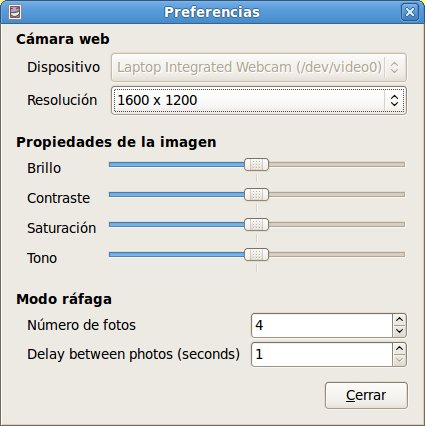 Preferencias
Cámara web
Dispositivo Laptop Integrated Webcam (/dev/video0)
Resolución 1600 x 1200
Propiedades de la imagen
Brillo
Contraste
Saturación
Tono
Modo ráfaga
Número de fotos 4
Delay between photos (seconds) 1
Cerrar